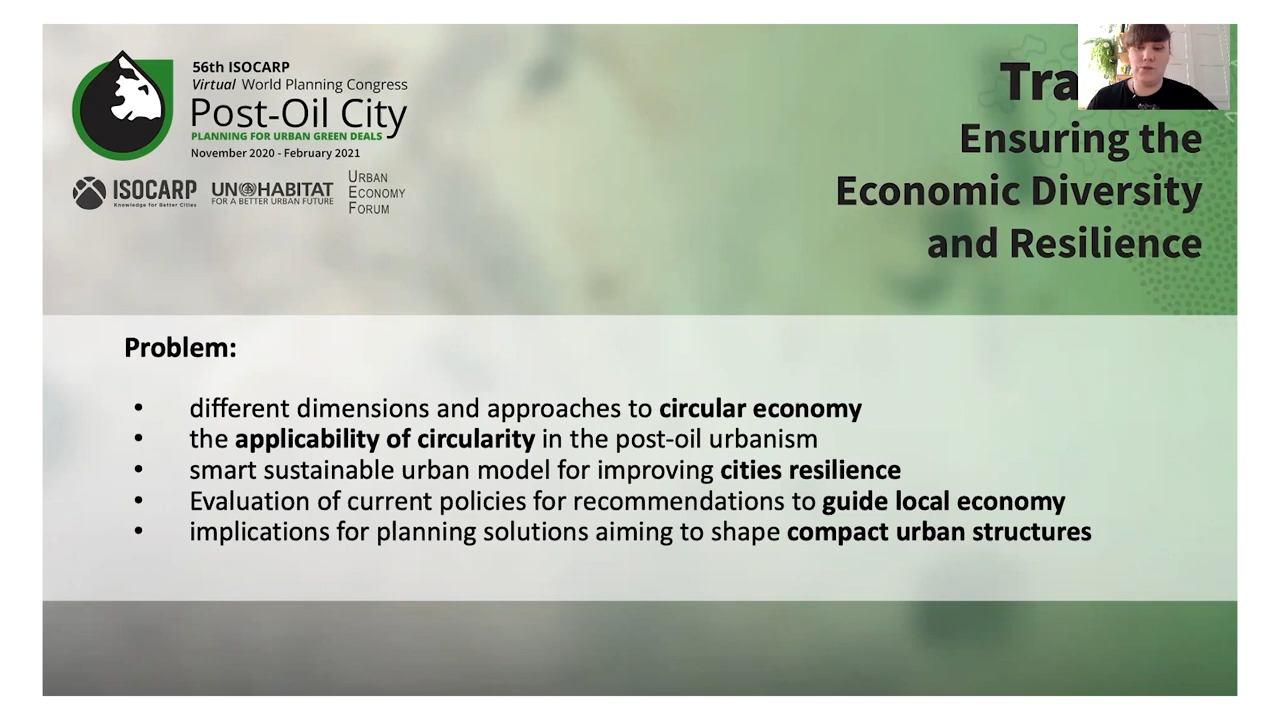 56th ISOCARP
Virtual World Planning Congress
Post-Oil City
PLANNING FOR URBAN GREEN DEALS
November 2020 - February 2021
ISOCARP
Knowledge for Better Cities
UN HABITAT
FOR A BETTER URBAN FUTURE
URBAN
ECONOMY
FORUM
Ensuring the
Economic Diversity
and Resilience
Problem:
• different dimensions and approaches to circular economy
• the applicability of circularity in the post-oil urbanism
• smart sustainable urban model for improving cities resilience
• Evaluation of current policies for recommendations to guide local economy
• implications for planning solutions aiming to shape compact urban structures